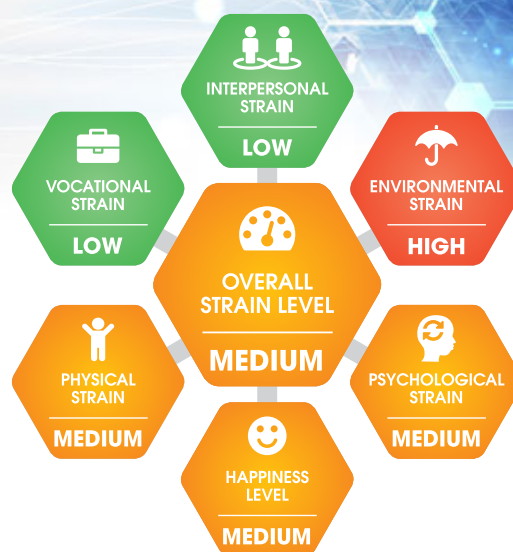 INTERPERSONAL
STRAIN
LOW
VOCATIONAL
STRAIN
LOW
ENVIRONMENTAL
STRAIN
HIGH
OVERALL
STRAIN LEVEL
MEDIUM
PHYSICAL
STRAIN
MEDIUM
PSYCHOLOGICAL
STRAIN
MEDIUM
HAPPINESS
LEVEL
MEDIUM